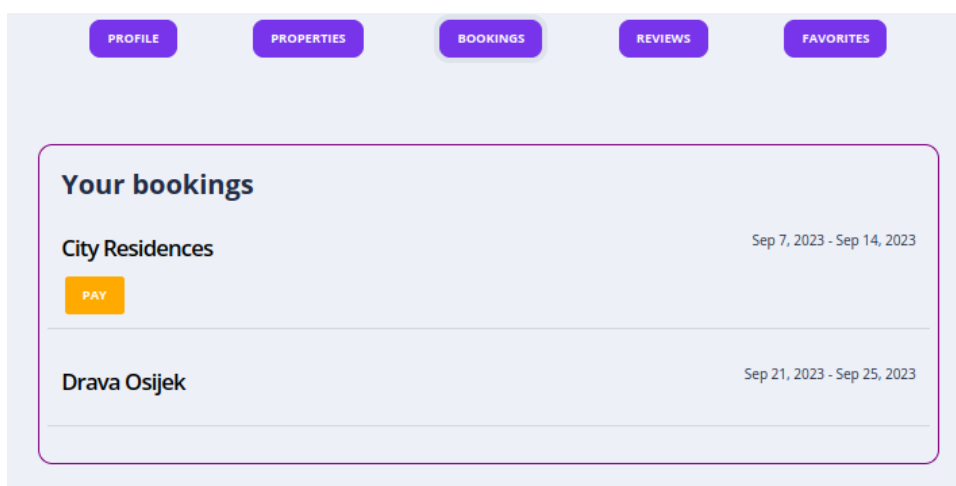 PROFILE PROPERTIES BOOKINGS REVIEWS FAVORITES
Your bookings
City Residences Sep 7, 2023 - Sep 14, 2023
PAY
Drava Osijek Sep 21, 2023 - Sep 25, 2023